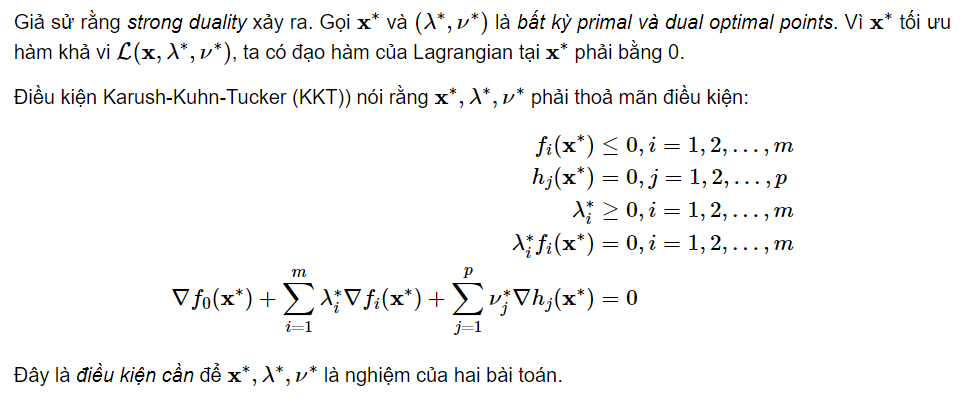 Giả sử rằng strong duality xảy ra. Gọi x* và (λ*, ν*) là bất kỳ primal và dual optimal points. Vì x* tối ưu
hàm khả vi ℒ(x, λ*, ν*), ta có đạo hàm của Lagrangian tại x* phải bằng 0.
Điều kiện Karush-Kuhn-Tucker (KKT)) nói rằng x*, λ*, ν* phải thoả mãn điều kiện:
fᵢ(x*) ≤ 0, i = 1, 2, …, m
hⱼ(x*) = 0, j = 1, 2, …, p
λᵢ* ≥ 0, i = 1, 2, …, m
λᵢ* fᵢ(x*) = 0, i = 1, 2, …, m
∇f₀(x*) + ∑ᵢ₌₁ᵐ λᵢ* ∇fᵢ(x*) + ∑ⱼ₌₁ᵖ νⱼ* ∇hⱼ(x*) = 0
Đây là điều kiện cần để x*, λ*, ν* là nghiệm của hai bài toán.